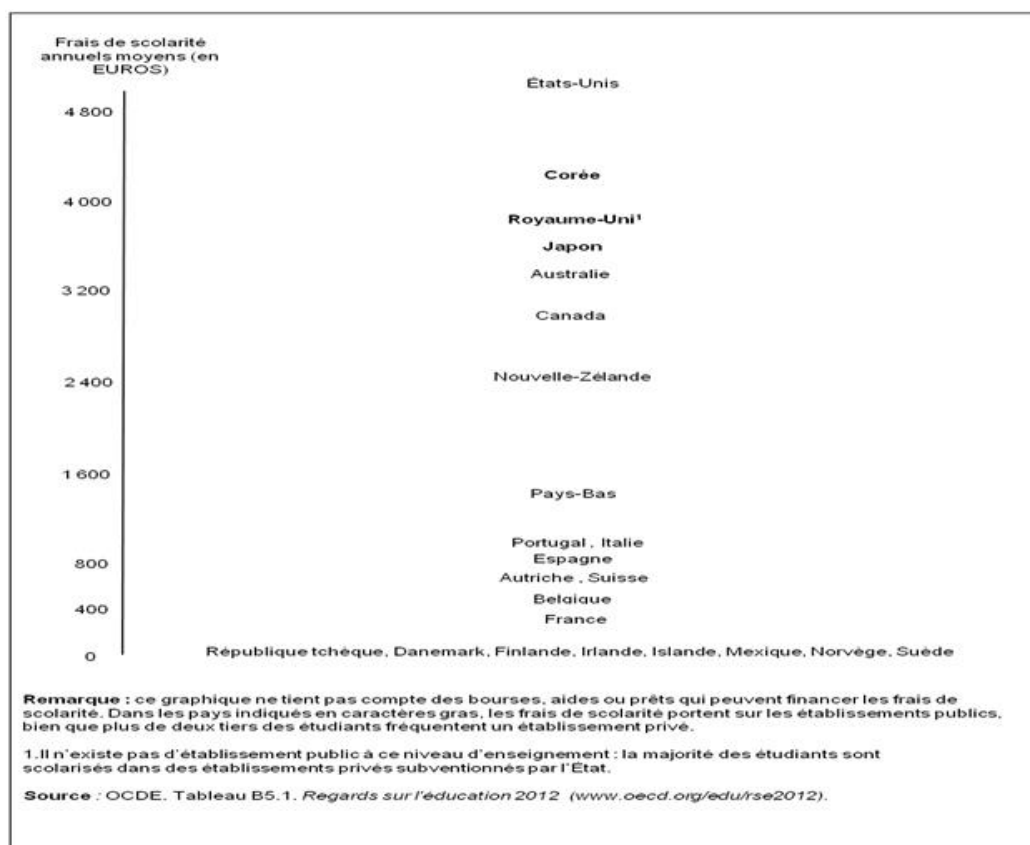 Frais de scolarité
annuels moyens (en
EUROS)
États-Unis
4 800
Corée
4 000
Royaume-Uni¹
Japon
Australie
3 200
Canada
Nouvelle-Zélande
2 400
1 600
Pays-Bas
Portugal , Italie
Espagne
800
Autriche , Suisse
Belgique
400
France
0
République tchèque, Danemark, Finlande, Irlande, Islande, Mexique, Norvège, Suède
Remarque : ce graphique ne tient pas compte des bourses, aides ou prêts qui peuvent financer les frais de
scolarité. Dans les pays indiqués en caractères gras, les frais de scolarité portent sur les établissements publics,
bien que plus de deux tiers des étudiants fréquentent un établissement privé.
1.Il n'existe pas d'établissement public à ce niveau d'enseignement : la majorité des étudiants sont
scolarisés dans des établissements privés subventionnés par l'État.
Source : OCDE. Tableau B5.1. Regards sur l'éducation 2012 (www.oecd.org/edu/rse2012).